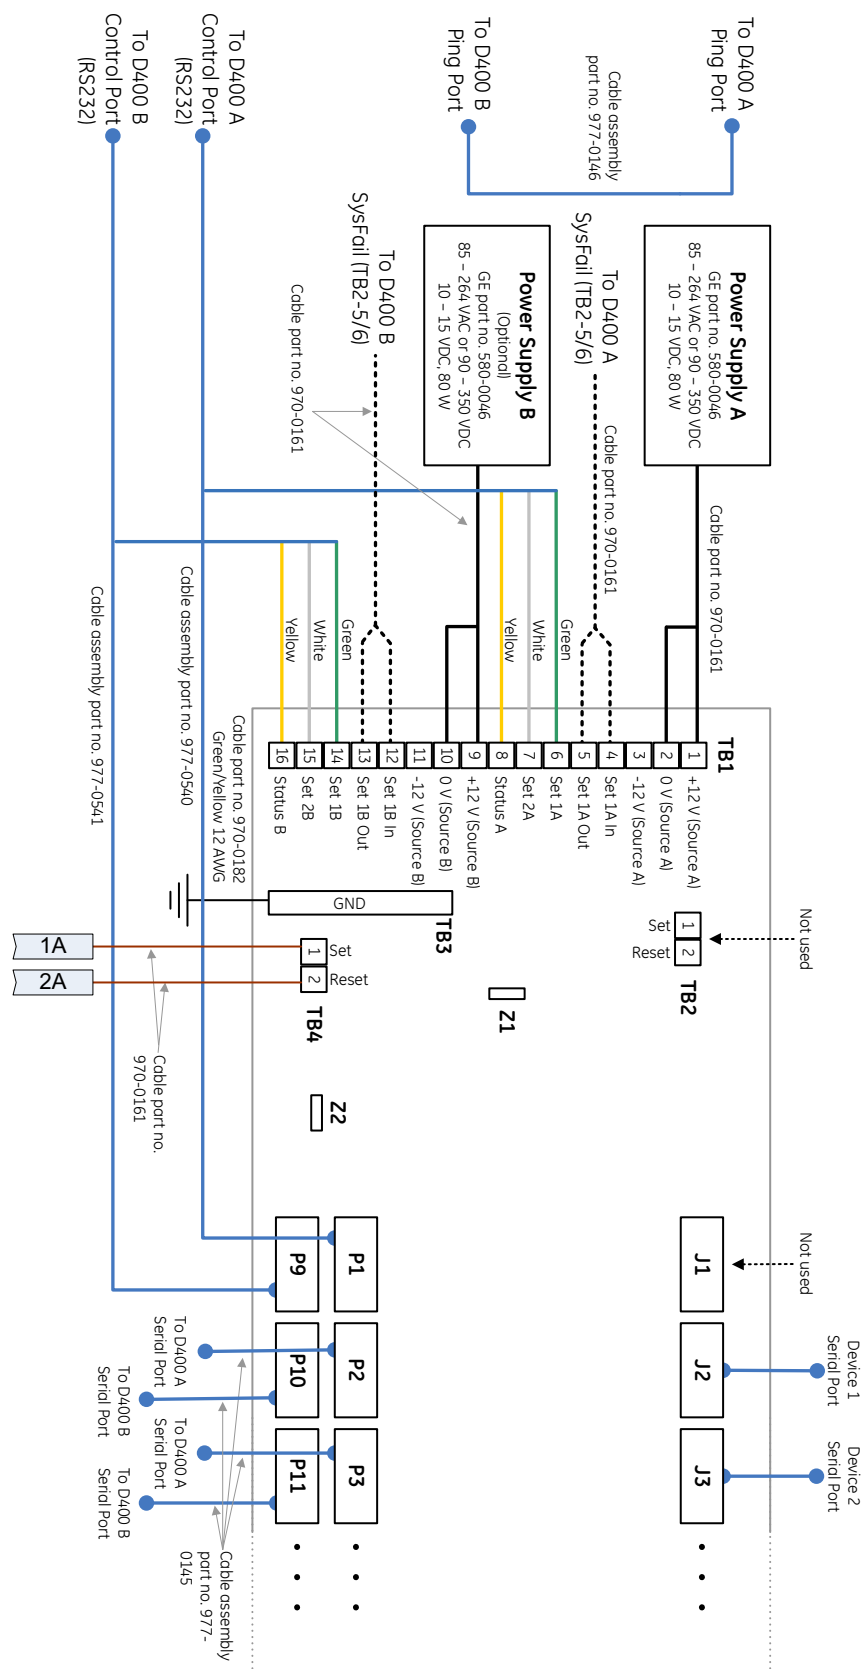 To D400 A
Ping Port
To D400 B
Ping Port
Cable assembly
part no. 977-0146
To D400 A
Control Port
(RS232)
To D400 B
Control Port
(RS232)
Power Supply A
GE part no. 580-0046
85 – 264 VAC or 90 – 350 VDC
10 – 15 VDC, 80 W
To D400 A
SysFail (TB2-5/6)
Power Supply B
(Optional)
GE part no. 580-0046
85 – 264 VAC or 90 – 350 VDC
10 – 15 VDC, 80 W
To D400 B
SysFail (TB2-5/6)
Cable part no. 970-0161
Cable part no. 970-0161
Cable part no. 970-0161
Green
White
Yellow
Green
White
Yellow
Cable assembly part no. 977-0540
Cable assembly part no. 977-0541
Cable part no. 970-0182
Green/Yellow 12 AWG
TB1
1 +12 V (Source A)
2 0 V (Source A)
3 -12 V (Source A)
4 Set 1A In
5 Set 1A Out
6 Set 1A
7 Set 2A
8 Status A
9 +12 V (Source B)
10 0 V (Source B)
11 -12 V (Source B)
12 Set 1B In
13 Set 1B Out
14 Set 1B
15 Set 2B
16 Status B
GND
TB3
Not used
Set 1
Reset 2
TB2
1 Set
2 Reset
TB4
1A
2A
Cable part no.
970-0161
Z1
Z2
Not used
J1
J2
J3
Device 1
Serial Port
Device 2
Serial Port
P1
P2
P3
P9
P10
P11
To D400 A
Serial Port
To D400 B
Serial Port
To D400 A
Serial Port
To D400 B
Serial Port
Cable assembly
part no. 977-
0145